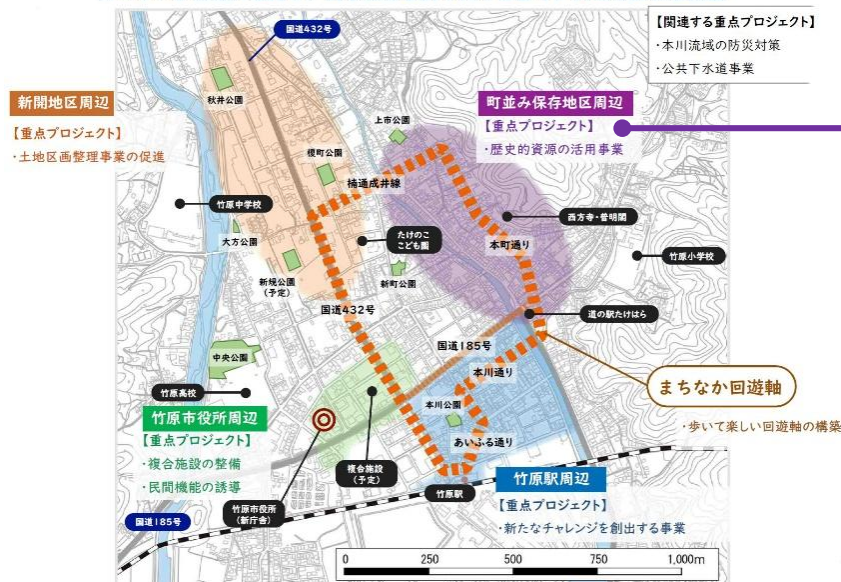 国道432号
【関連する重点プロジェクト】
・本川流域の防災対策
・公共下水道事業
新開地区周辺
【重点プロジェクト】
・土地区画整理事業の促進
秋井公園
上市公園
町並み保存地区周辺
【重点プロジェクト】
・歴史的資源の活用事業
榎町公園
楠通成井線
竹原中学校
大方公園
たけのこ
こども園
西方寺・普明閣
本町通り
竹原小学校
新規公園
(予定)
新町公園
国道432号
道の駅たけはら
国道185号
中央公園
本川通り
まちなか回遊軸
・歩いて楽しい回遊軸の構築
竹原高校
本川公園
竹原市役所周辺
【重点プロジェクト】
・複合施設の整備
・民間機能の誘導
あいふる通り
複合施設
(予定)
竹原駅
竹原駅周辺
【重点プロジェクト】
・新たなチャレンジを創出する事業
竹原市役所
(新庁舎)
国道185号
0 250 500 750 1,000m